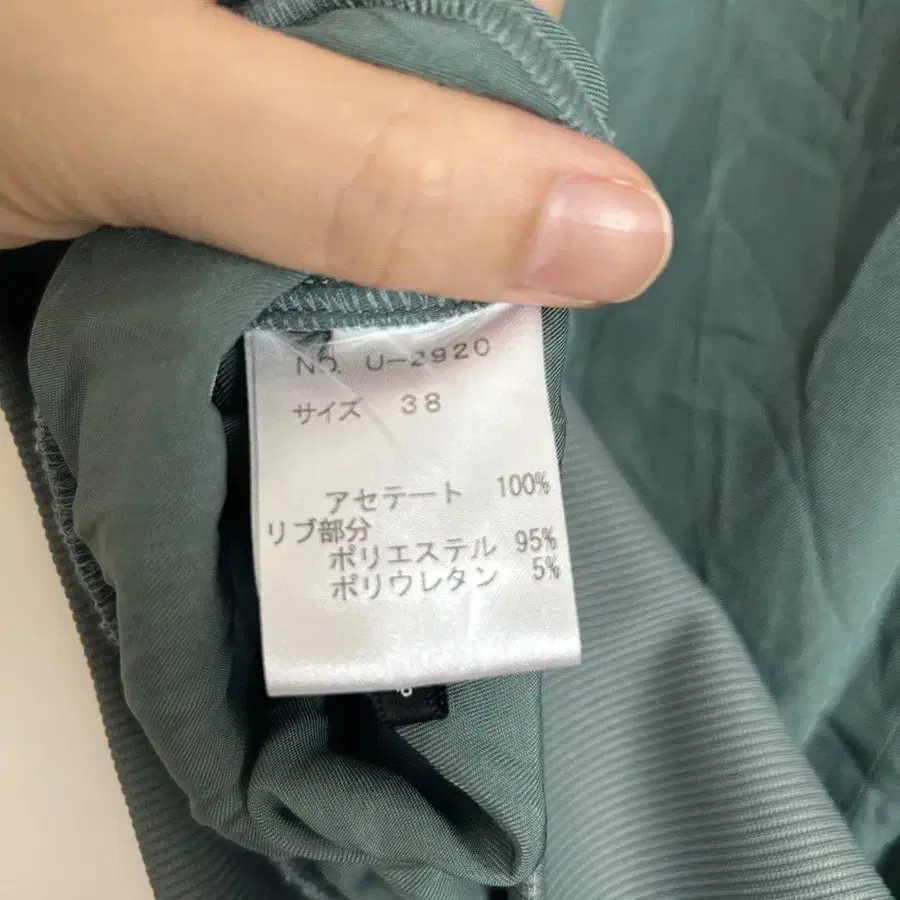 NO. U-2920
サイズ 38
アセテート 100%
リブ部分
ポリエステル 95%
ポリウレタン 5%